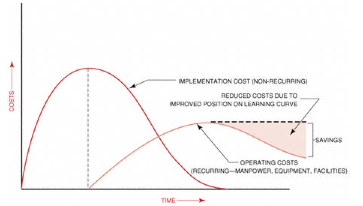 IMPLEMENTATION COST (NON-RECURRING)
REDUCED COSTS DUE TO
IMPROVED POSITION ON LEARNING CURVE
COSTS
SAVINGS
OPERATING COSTS
(RECURRING—MANPOWER, EQUIPMENT, FACILITIES)
TIME